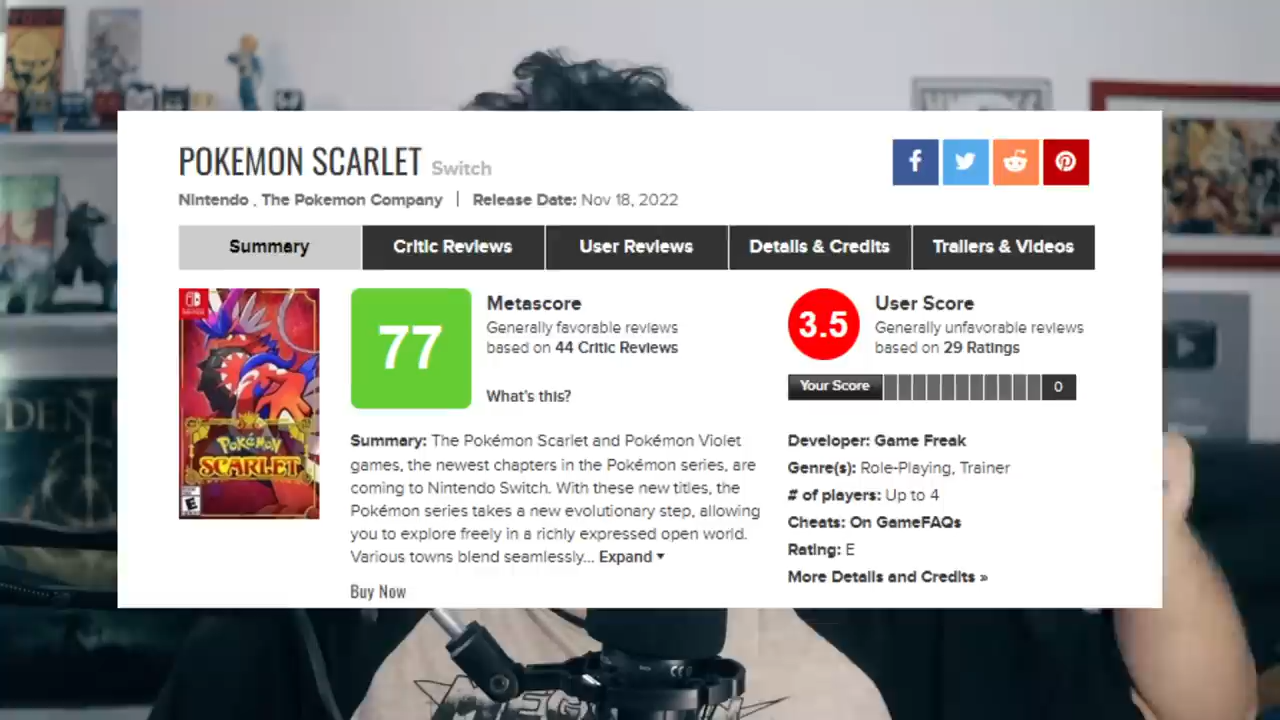 POKEMON SCARLET Switch
Nintendo , The Pokemon Company | Release Date: Nov 18, 2022
Summary
Critic Reviews
User Reviews
Details & Credits
Trailers & Videos
POKÉMON
SCARLET
E
77
Metascore
Generally favorable reviews
based on 44 Critic Reviews
What's this?
3.5
User Score
Generally unfavorable reviews
based on 29 Ratings
Your Score
0
Summary: The Pokémon Scarlet and Pokémon Violet
games, the newest chapters in the Pokémon series, are
coming to Nintendo Switch. With these new titles, the
Pokémon series takes a new evolutionary step, allowing
you to explore freely in a richly expressed open world.
Various towns blend seamlessly... Expand
Buy Now
Developer: Game Freak
Genre(s): Role-Playing, Trainer
# of players: Up to 4
Cheats: On GameFAQs
Rating: E
More Details and Credits »
DEN